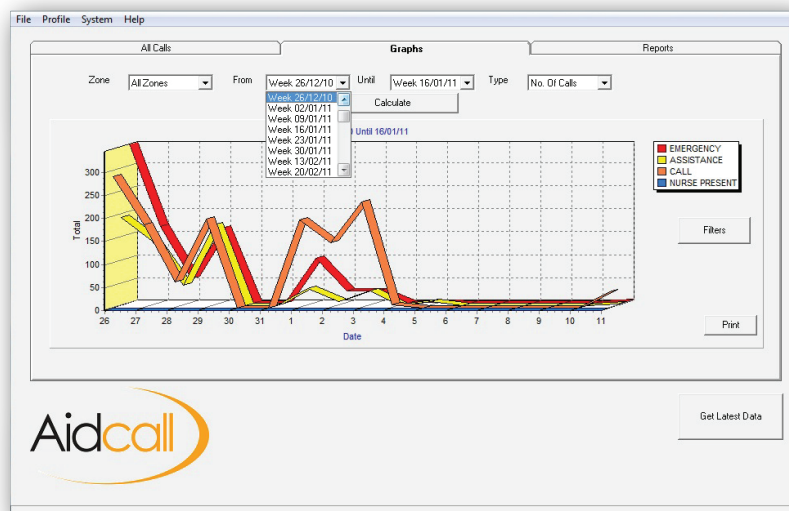 File Profile System Help
All Calls Graphs Reports
Zone All Zones From Week 26/12/10 Until Week 16/01/11 Type No. Of Calls
Week 26/12/10
Week 02/01/11
Week 09/01/11
Week 16/01/11
Week 23/01/11
Week 30/01/11
Week 13/02/11
Week 20/02/11
Calculate
Until 16/01/11
EMERGENCY
ASSISTANCE
CALL
NURSE PRESENT
300
250
200
150
100
50
0
Total
26 27 28 29 30 31 1 2 3 4 5 6 7 8 9 10 11
Date
Filters
Print
Get Latest Data
Aidcall